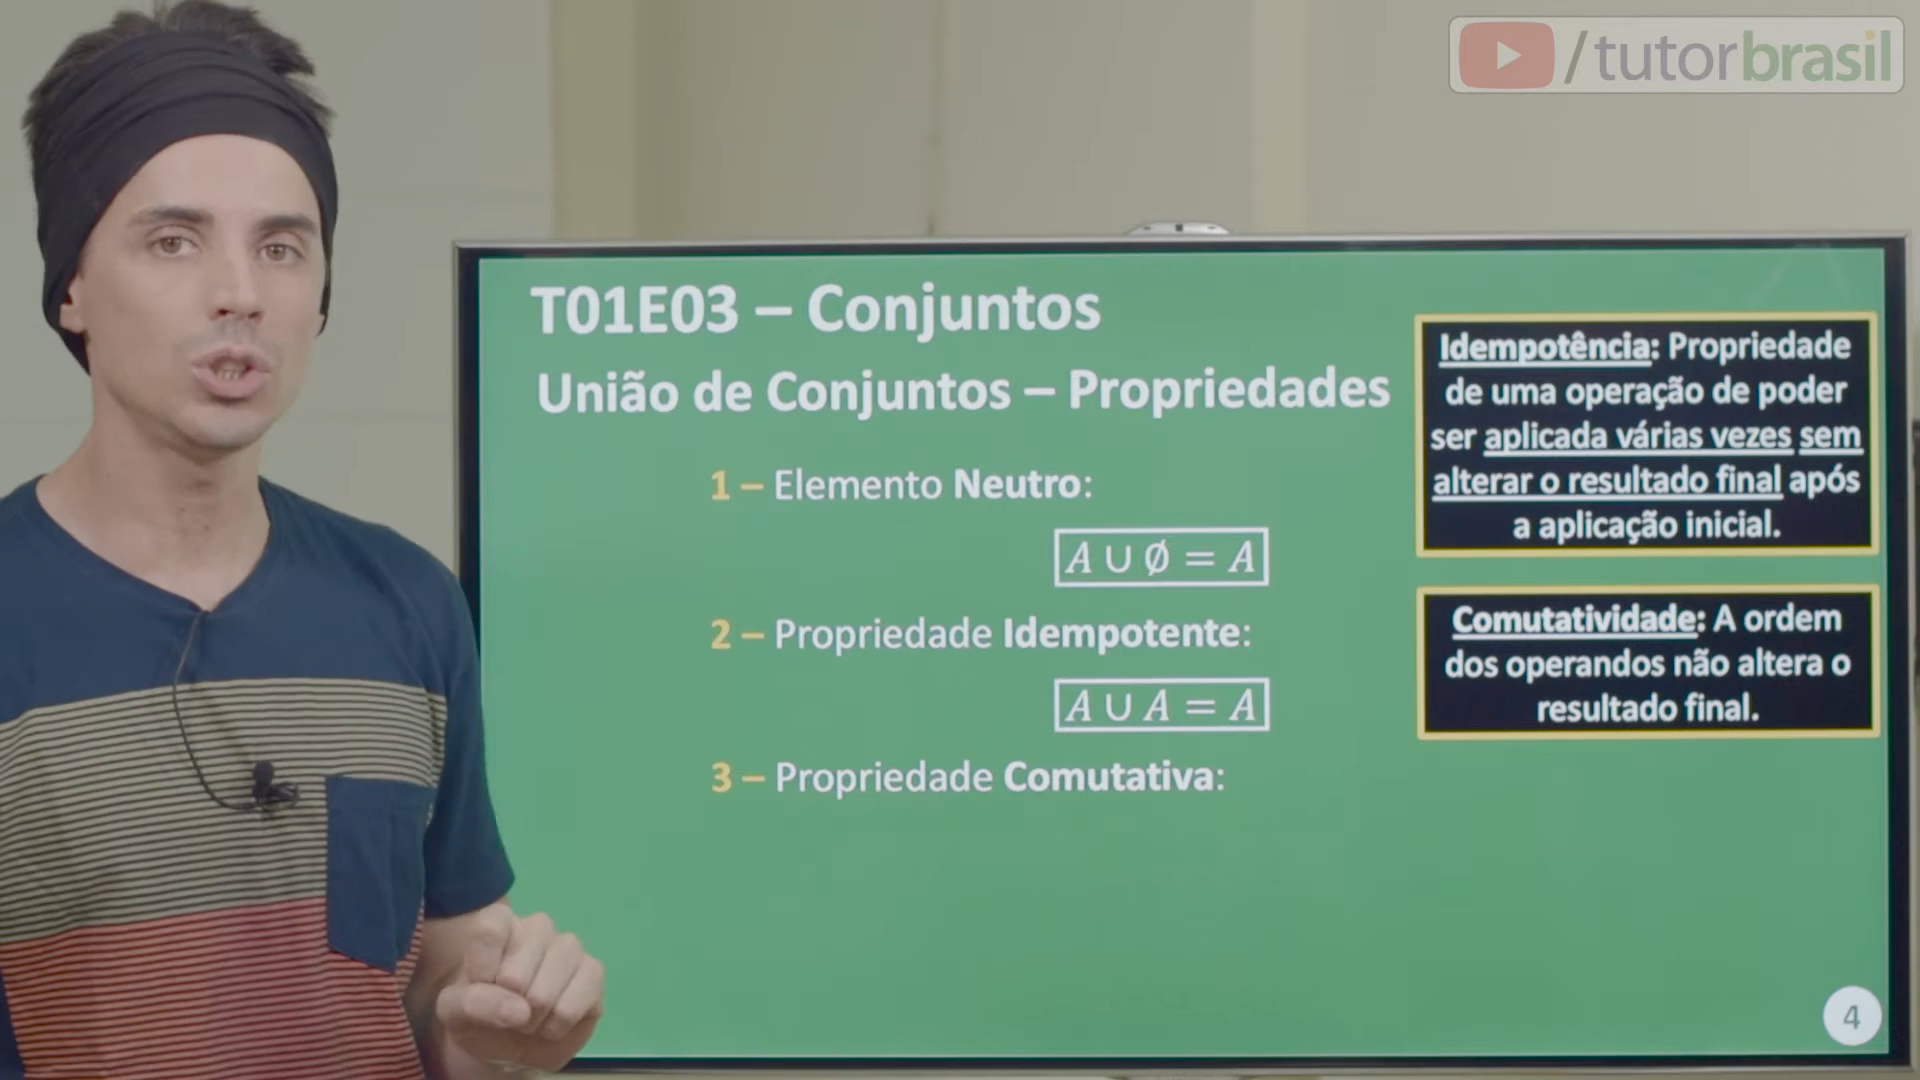 /tutorbrasil
T01E03 – Conjuntos
União de Conjuntos – Propriedades
1 – Elemento Neutro:
A ∪ ∅ = A
2 – Propriedade Idempotente:
A ∪ A = A
3 – Propriedade Comutativa:
Idempotência: Propriedade
de uma operação de poder
ser aplicada várias vezes sem
alterar o resultado final após
a aplicação inicial.
Comutatividade: A ordem
dos operandos não altera o
resultado final.
4